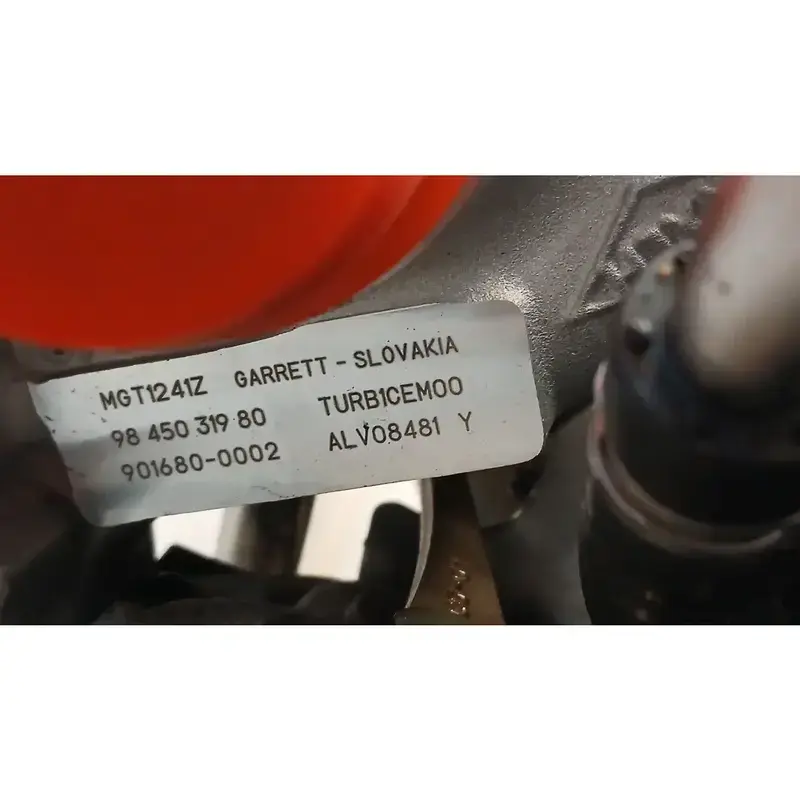 MGT1241Z GARRETT - SLOVAKIA
98 450 319 80 TURB1CEM00
901680-0002 ALV08481 Y